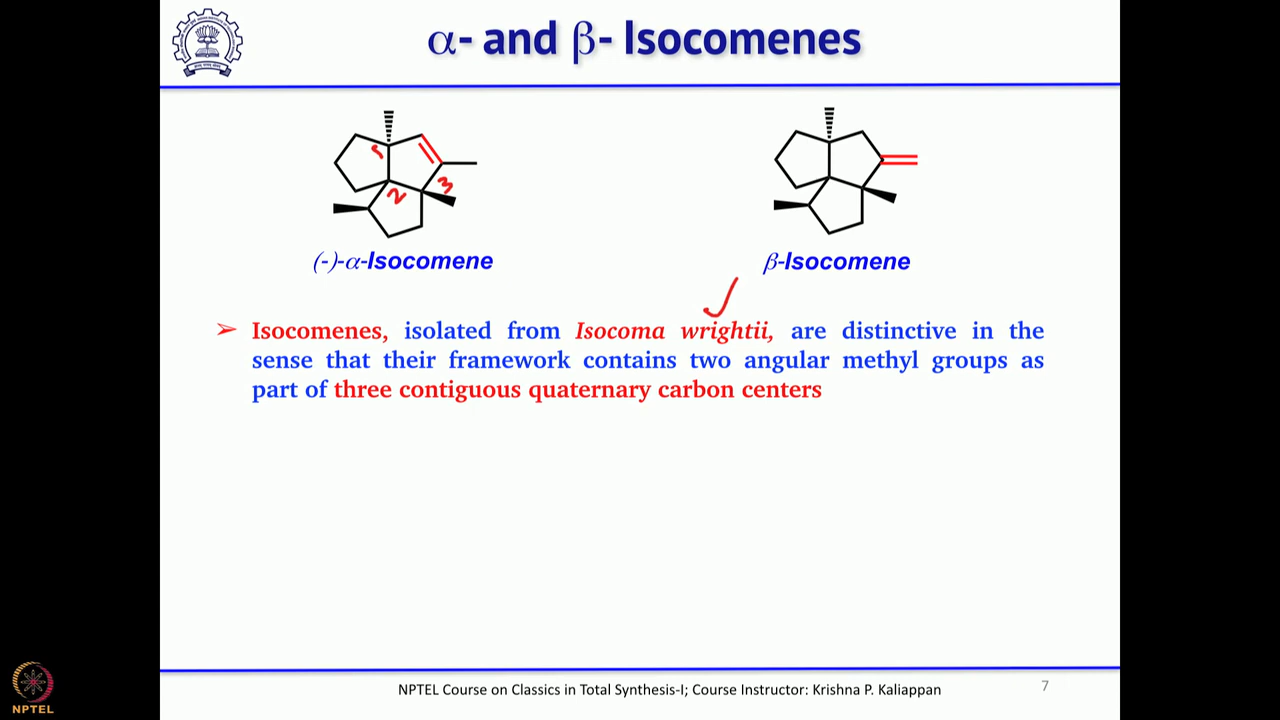 α- and β- Isocomenes
1
2
3
(-)-α-Isocomene
β-Isocomene
➢ Isocomenes, isolated from Isocoma wrightii, are distinctive in the
sense that their framework contains two angular methyl groups as
part of three contiguous quaternary carbon centers
NPTEL Course on Classics in Total Synthesis-I; Course Instructor: Krishna P. Kaliappan
7
NPTEL